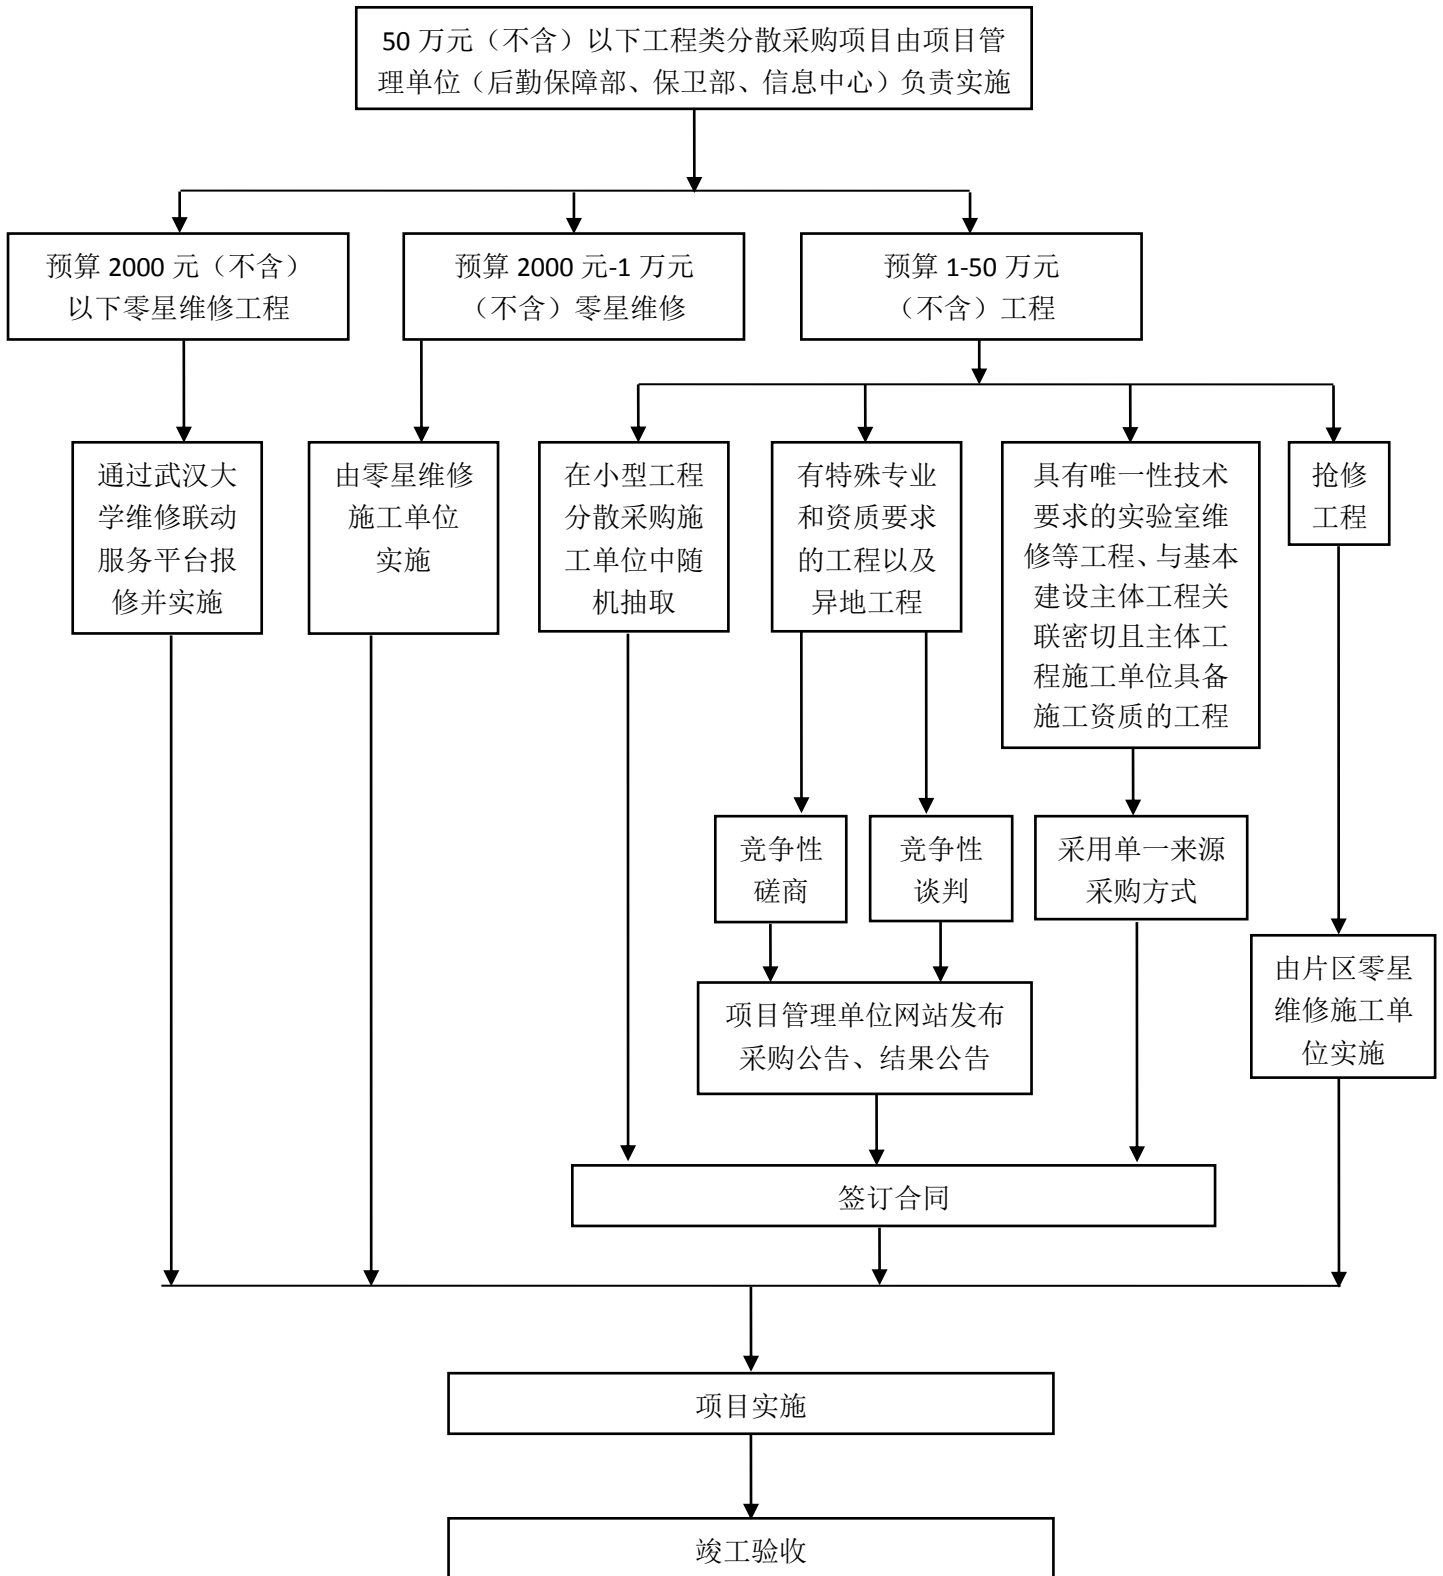 50 万元（不含）以下工程类分散采购项目由项目管
理单位（后勤保障部、保卫部、信息中心）负责实施
预算 2000 元（不含）
以下零星维修工程
预算 2000 元-1 万元
（不含）零星维修
预算 1-50 万元
（不含）工程
通过武汉大
学维修联动
服务平台报
修并实施
由零星维修
施工单位
实施
在小型工程
分散采购施
工单位中随
机抽取
有特殊专业
和资质要求
的工程以及
异地工程
具有唯一性技术
要求的实验室维
修等工程、与基本
建设主体工程关
联密切且主体工
程施工单位具备
施工资质的工程
抢修
工程
竞争性
磋商
竞争性
谈判
采用单一来源
采购方式
由片区零星
维修施工单
位实施
项目管理单位网站发布
采购公告、结果公告
签订合同
项目实施
竣工验收